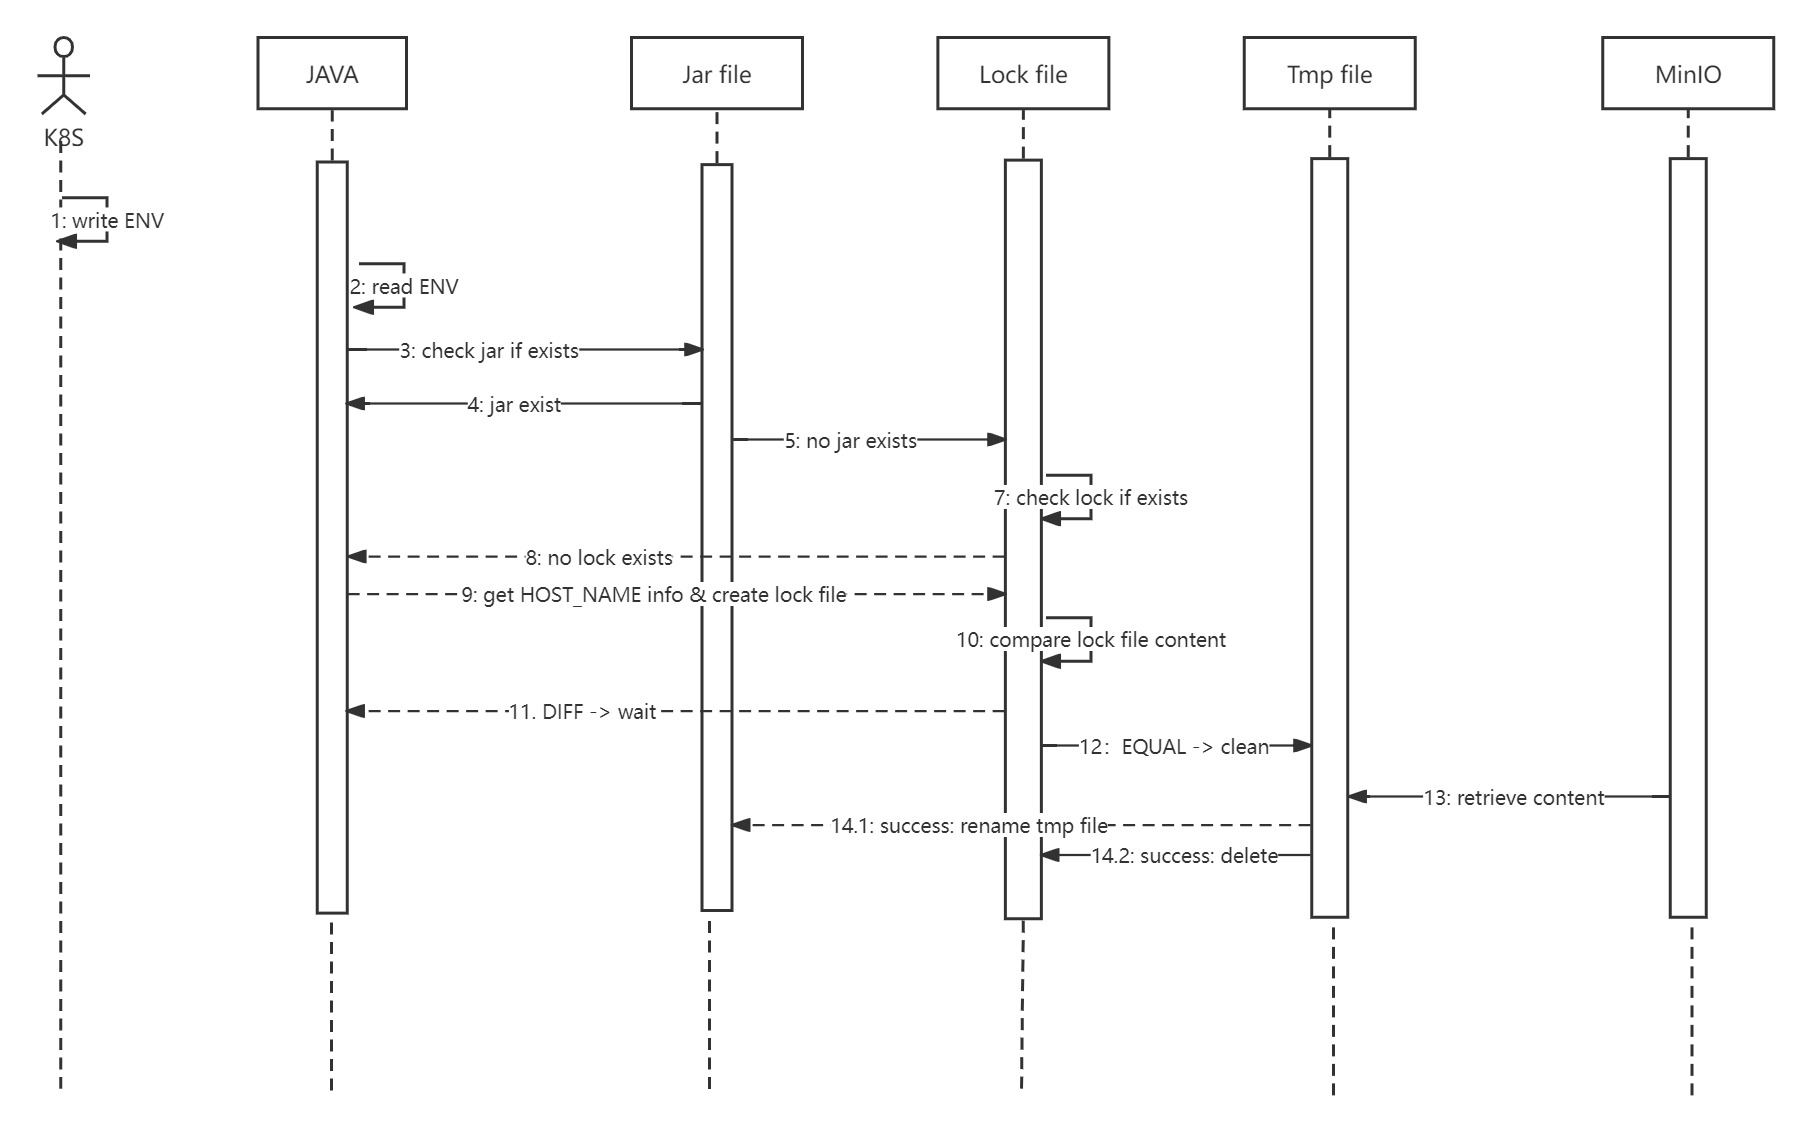 JAVA
Jar file
Lock file
Tmp file
MinIO
K8S
1: write ENV
2: read ENV
3: check jar if exists
4: jar exist
5: no jar exists
7: check lock if exists
8: no lock exists
9: get HOST_NAME info & create lock file
10: compare lock file content
11. DIFF -> wait
12: EQUAL -> clean
13: retrieve content
14.1: success: rename tmp file
14.2: success: delete